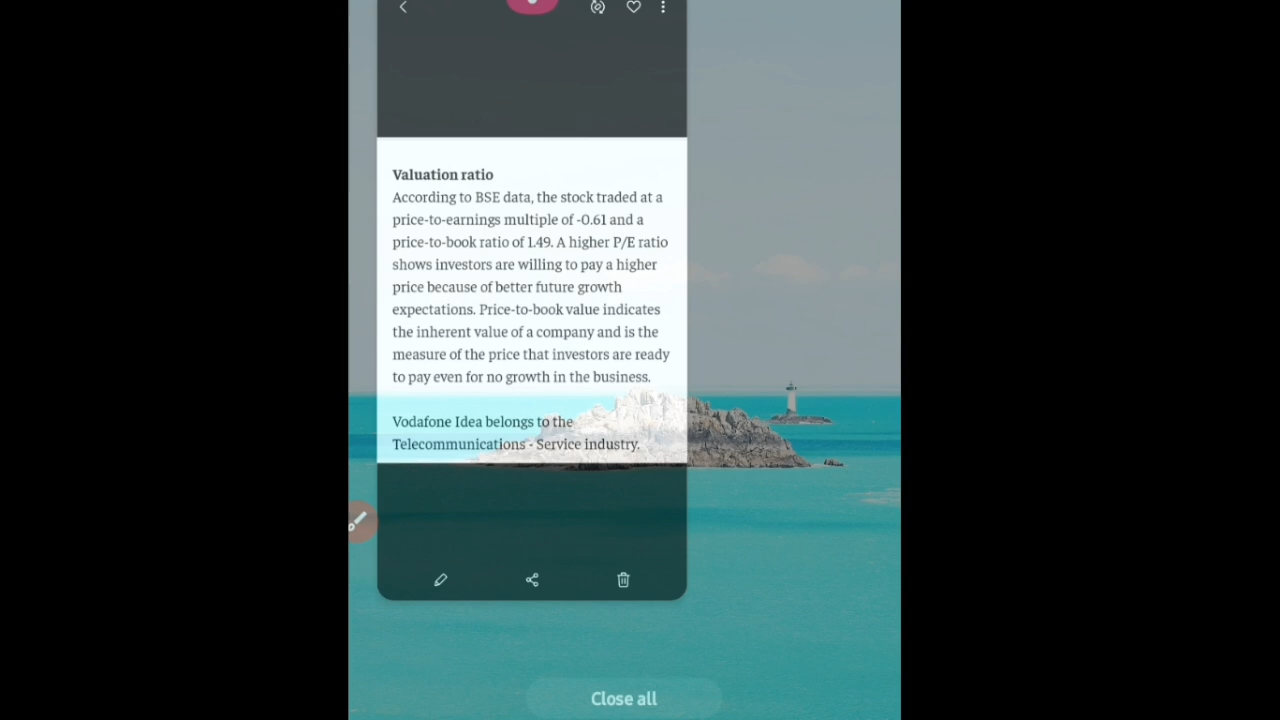 Valuation ratio
According to BSE data, the stock traded at a
price-to-earnings multiple of -0.61 and a
price-to-book ratio of 1.49. A higher P/E ratio
shows investors are willing to pay a higher
price because of better future growth
expectations. Price-to-book value indicates
the inherent value of a company and is the
measure of the price that investors are ready
to pay even for no growth in the business.
Vodafone Idea belongs to the
Telecommunications - Service industry.
Close all